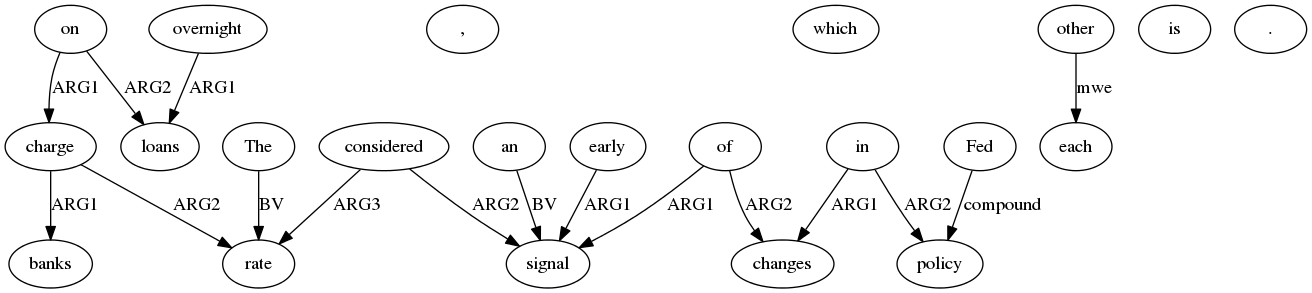 on overnight , which other is .
ARG1 ARG2 ARG1 mwe
charge loans The considered an early of in Fed each
ARG1 ARG2 BV ARG3 ARG2 BV ARG1 ARG1 ARG2 ARG1 ARG2 compound
banks rate signal changes policy